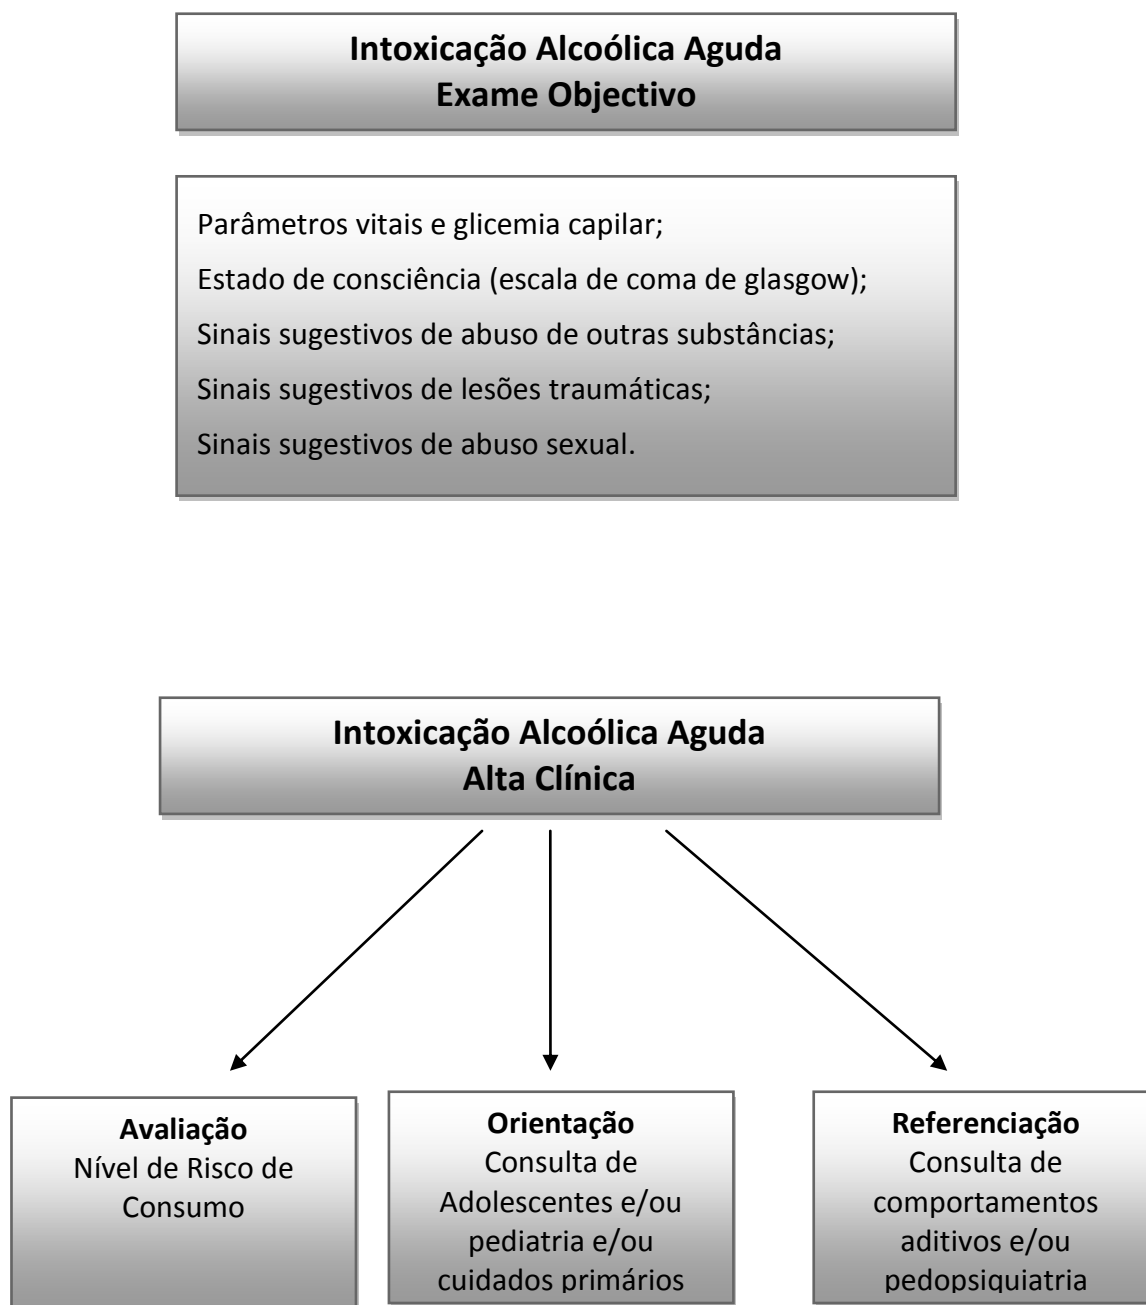 Intoxicação Alcoólica Aguda
Exame Objectivo
Parâmetros vitais e glicemia capilar;
Estado de consciência (escala de coma de glasgow);
Sinais sugestivos de abuso de outras substâncias;
Sinais sugestivos de lesões traumáticas;
Sinais sugestivos de abuso sexual.
Intoxicação Alcoólica Aguda
Alta Clínica
Avaliação
Nível de Risco de
Consumo
Orientação
Consulta de
Adolescentes e/ou
pediatria e/ou
cuidados primários
Referenciação
Consulta de
comportamentos
aditivos e/ou
pedopsiquiatria